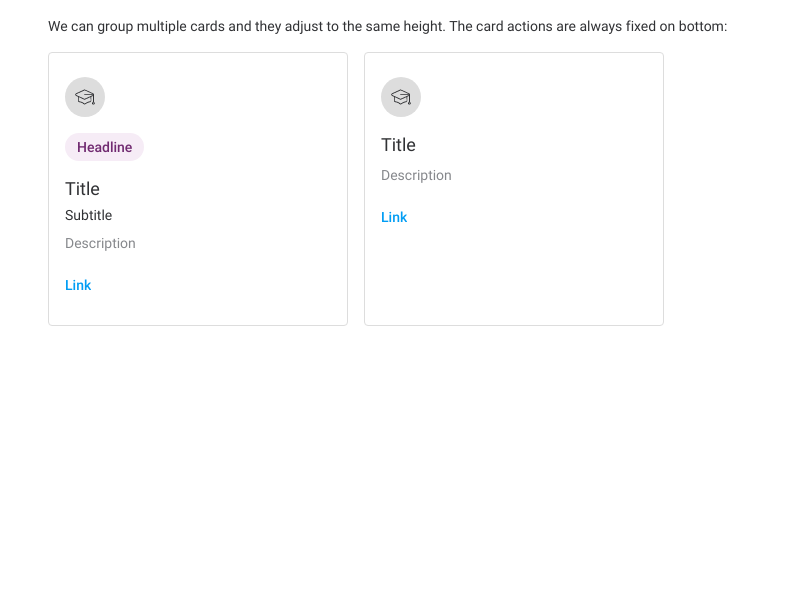 We can group multiple cards and they adjust to the same height. The card actions are always fixed on bottom:
Headline
Title
Subtitle
Description
Link
Title
Description
Link